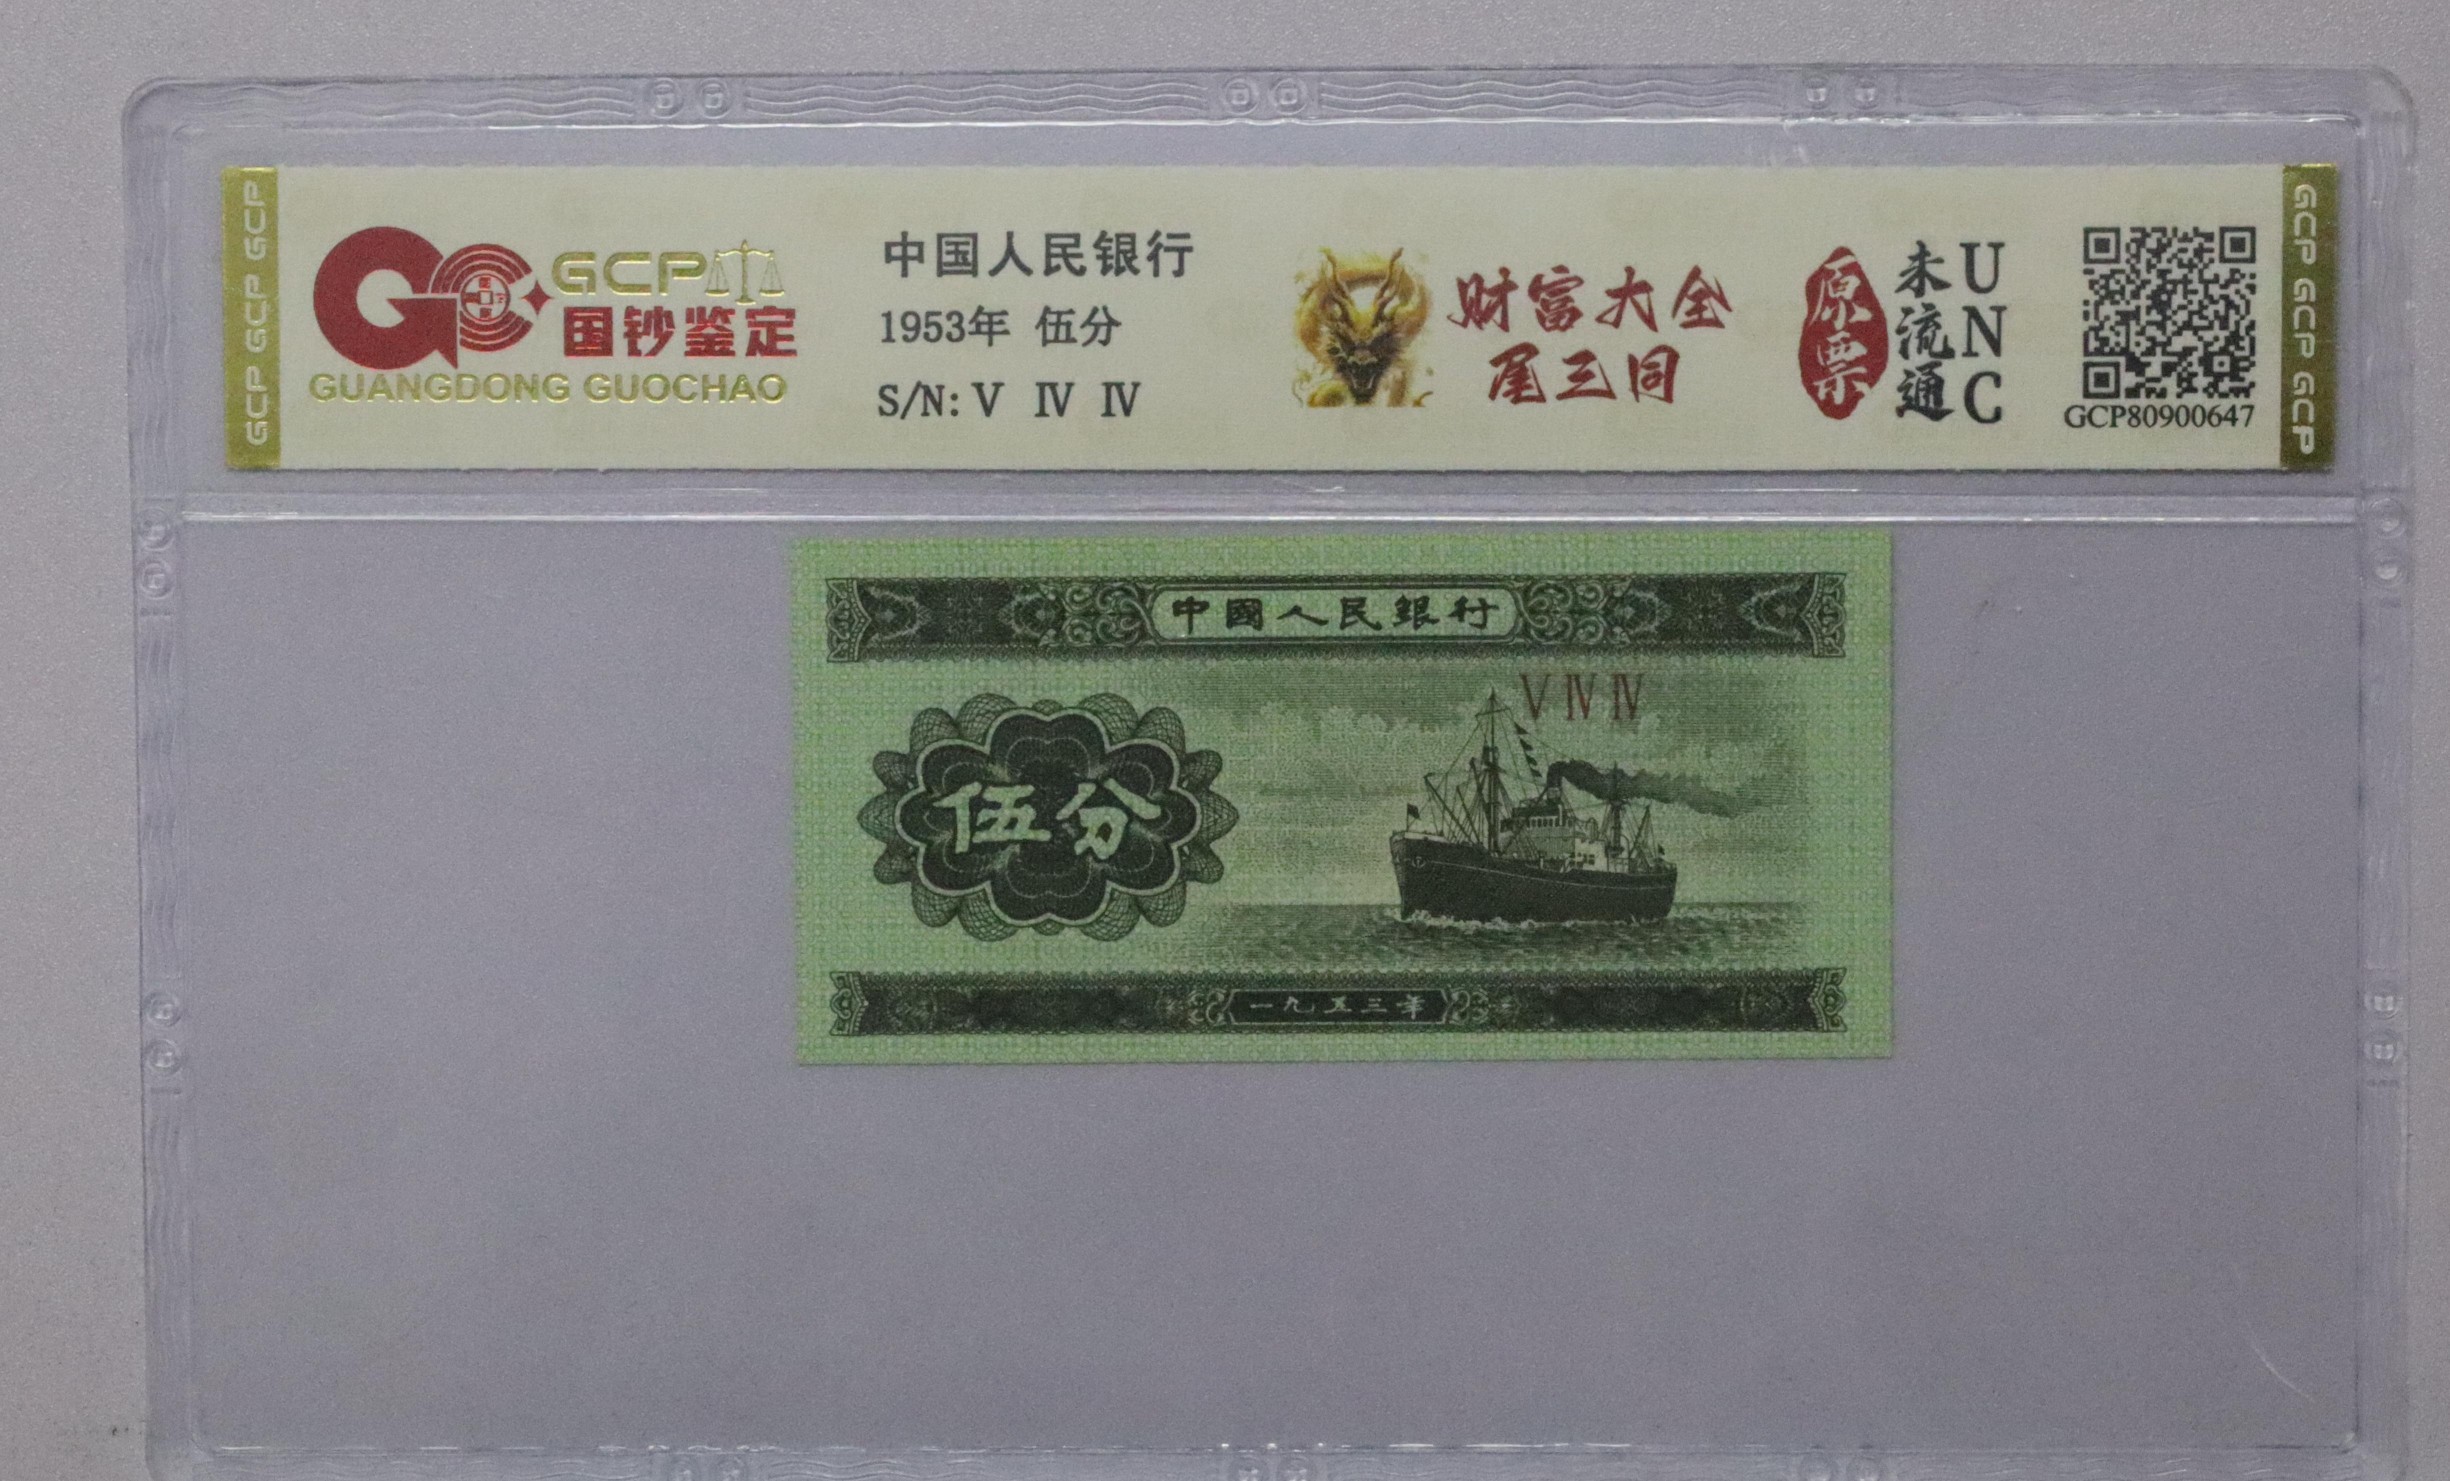 GCP
国钞鉴定
GUANGDONG GUOCHAO
中国人民银行
1953年 伍分
S/N: Ⅴ Ⅳ Ⅳ
财富大全
尾三同
原票
未流通
UNC
GCP80900647
GCP GCP GCP
GCP GCP GCP
中國人民銀行
Ⅴ Ⅳ Ⅳ
伍分
一九五三年